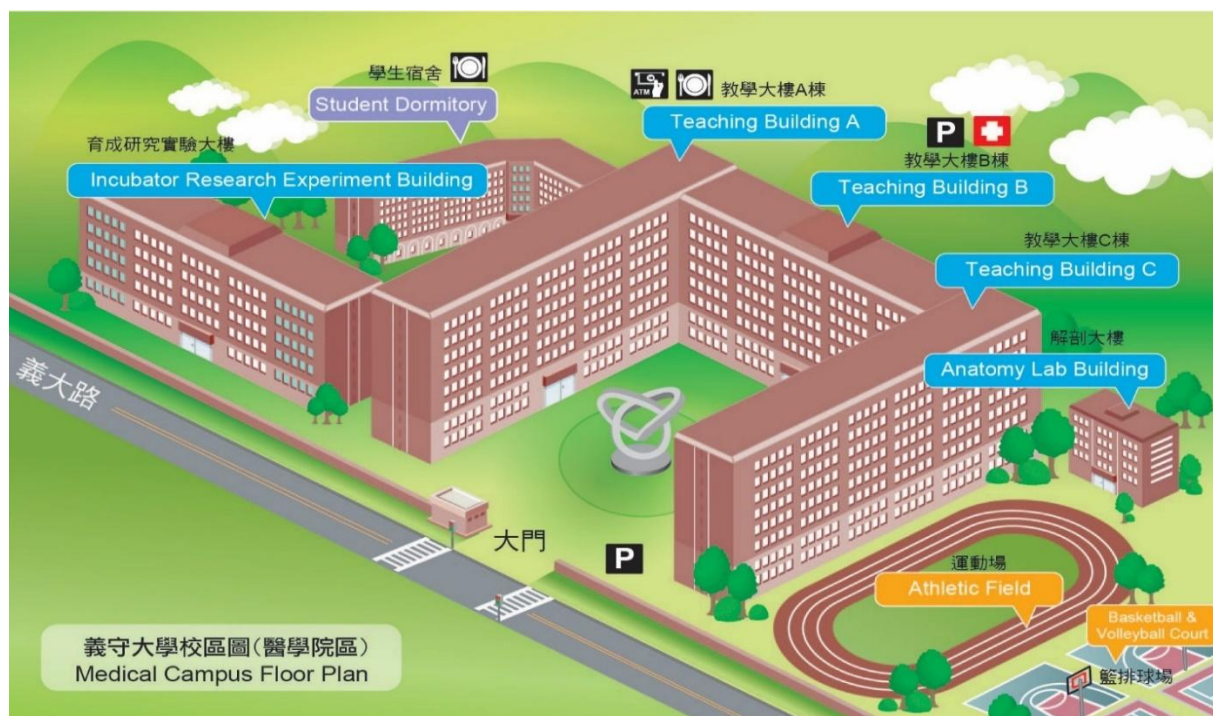 學生宿舍
Student Dormitory
ATM
教學大樓A棟
Teaching Building A
P
教學大樓B棟
Teaching Building B
育成研究實驗大樓
Incubator Research Experiment Building
教學大樓C棟
Teaching Building C
解剖大樓
Anatomy Lab Building
義大路
大門
P
運動場
Athletic Field
Basketball &
Volleyball Court
籃排球場
義守大學校區圖(醫學院區)
Medical Campus Floor Plan